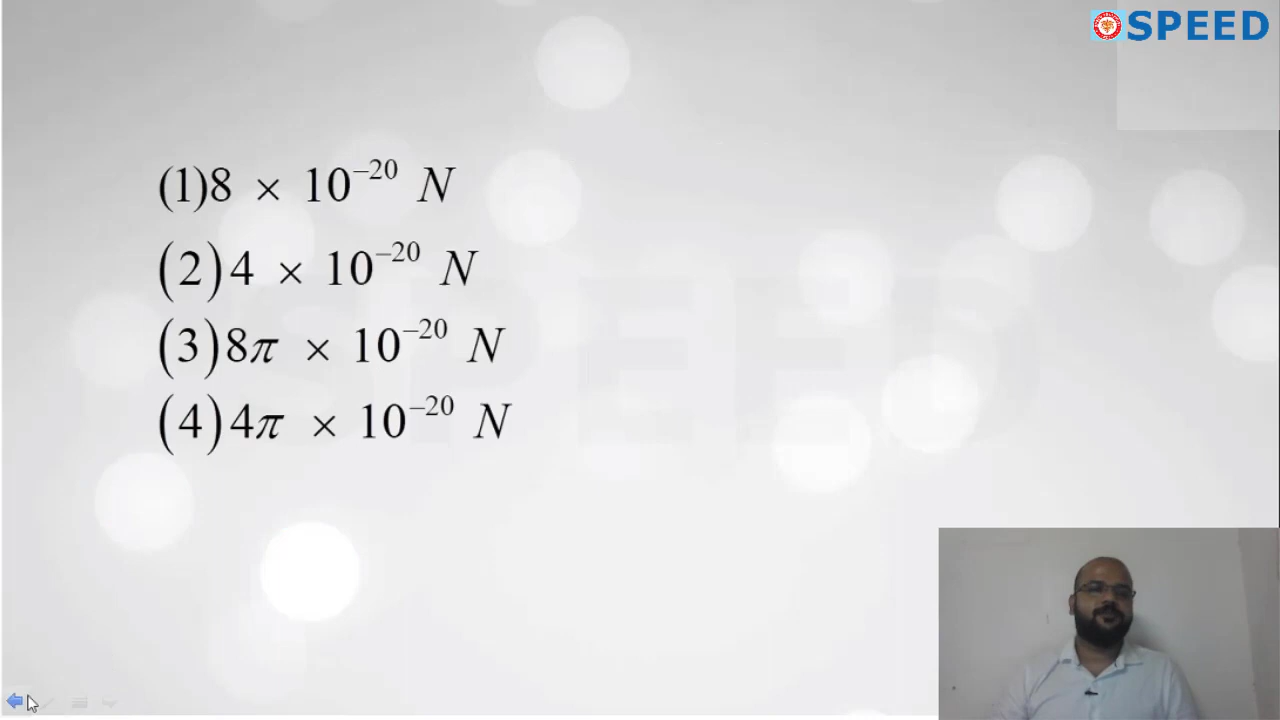 SPEED
(1)8 × 10⁻²⁰ N
(2)4 × 10⁻²⁰ N
(3)8π × 10⁻²⁰ N
(4)4π × 10⁻²⁰ N